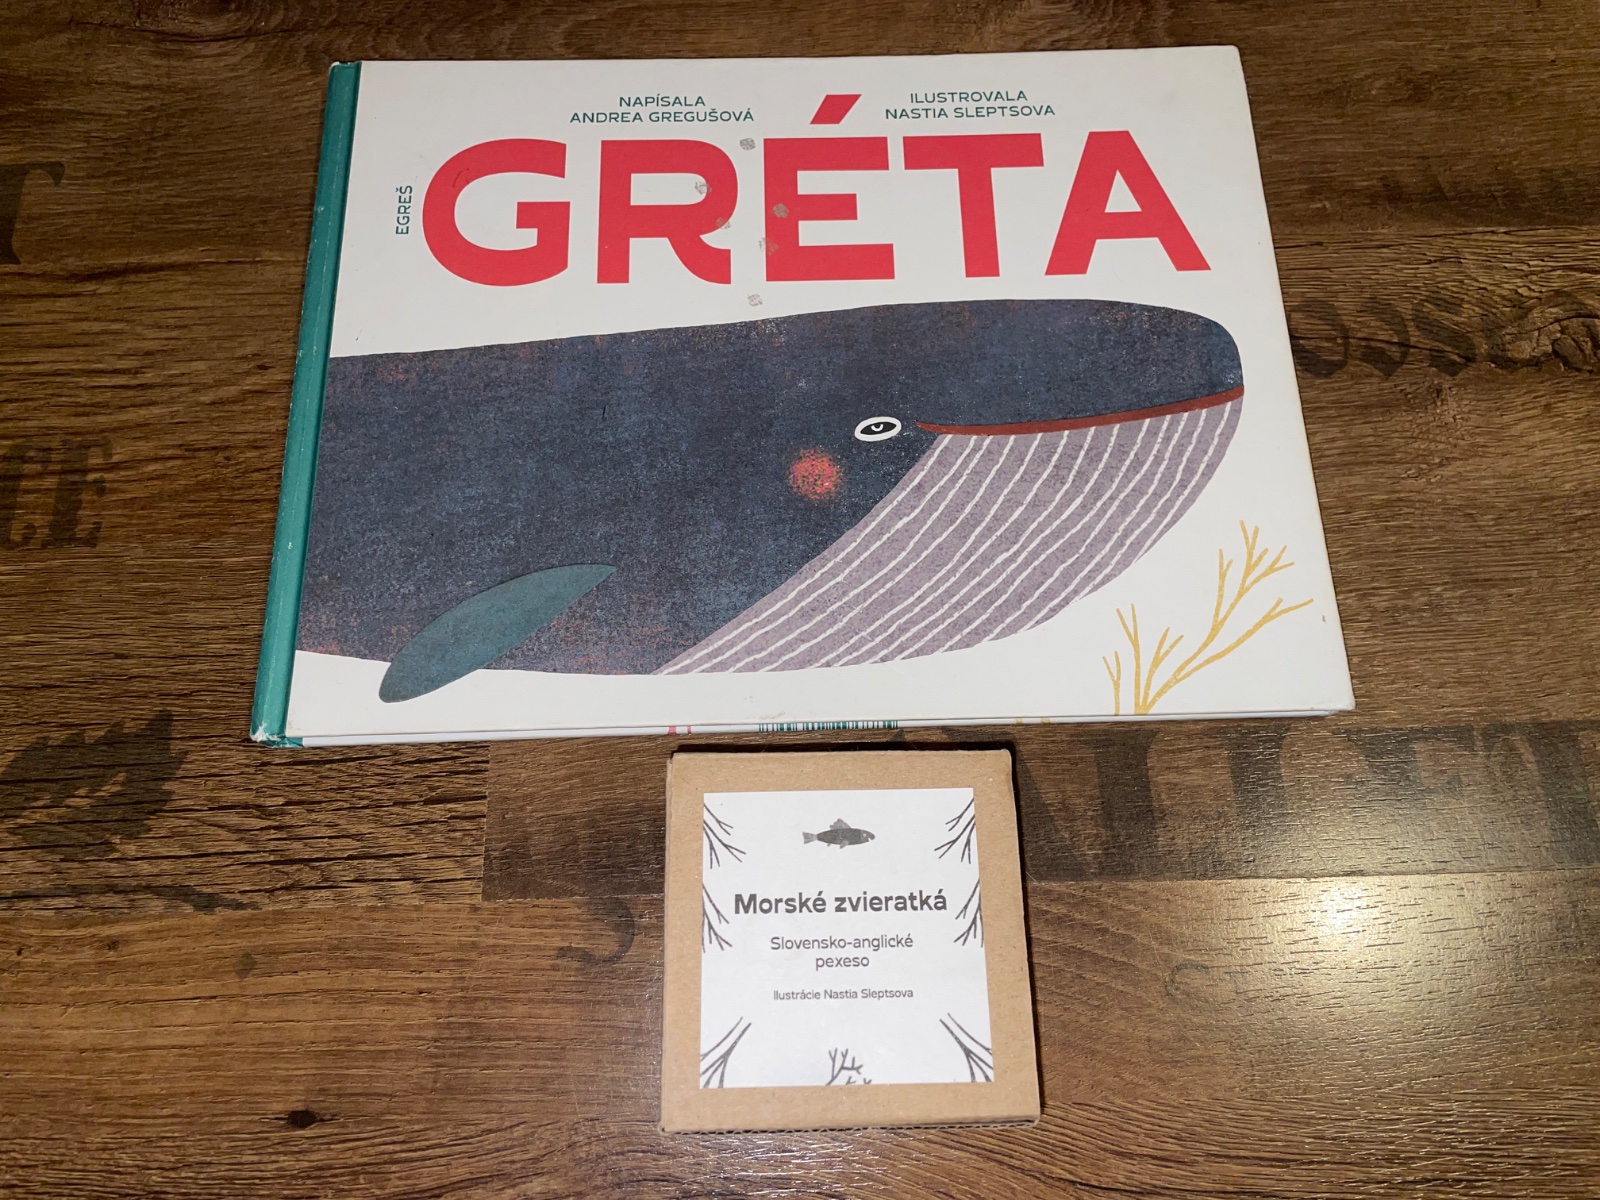 NAPÍSALA
ANDREA GREGUŠOVÁ
ILUSTROVALA
NASTIA SLEPTSOVA
EGREŠ
GRÉTA
Morské zvieratká
Slovensko-anglické
pexeso
Ilustrácie Nastia Sleptsova